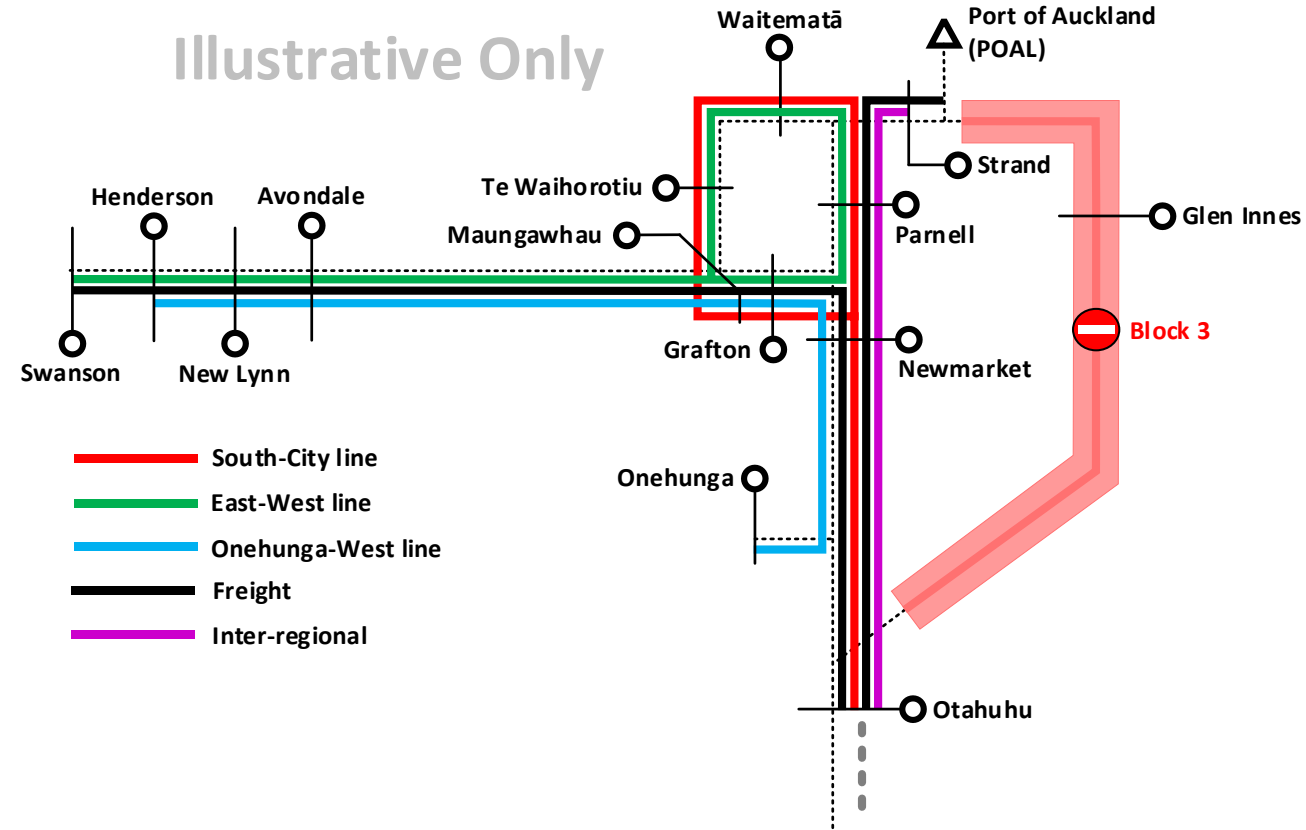 Illustrative Only
Waitematā
Port of Auckland
(POAL)
Strand
Te Waihorotiu
Henderson
Avondale
Maungawhau
Parnell
Glen Innes
Block 3
Grafton
Newmarket
Swanson
New Lynn
South-City line
Onehunga
East-West line
Onehunga-West line
Freight
Inter-regional
Otahuhu